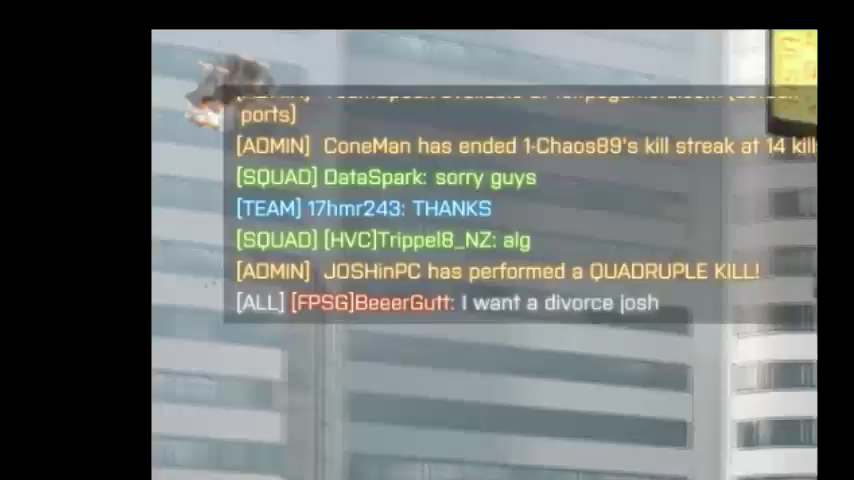 ports)
[ADMIN] ConeMan has ended 1-Chaos89's kill streak at 14 kill
[SQUAD] DataSpark: sorry guys
[TEAM] 17hmr243: THANKS
[SQUAD] [HVC]Trippel8_NZ: alg
[ADMIN] JOSHinPC has performed a QUADRUPLE KILL!
[ALL] [FPSG]BeeerGutt: I want a divorce josh